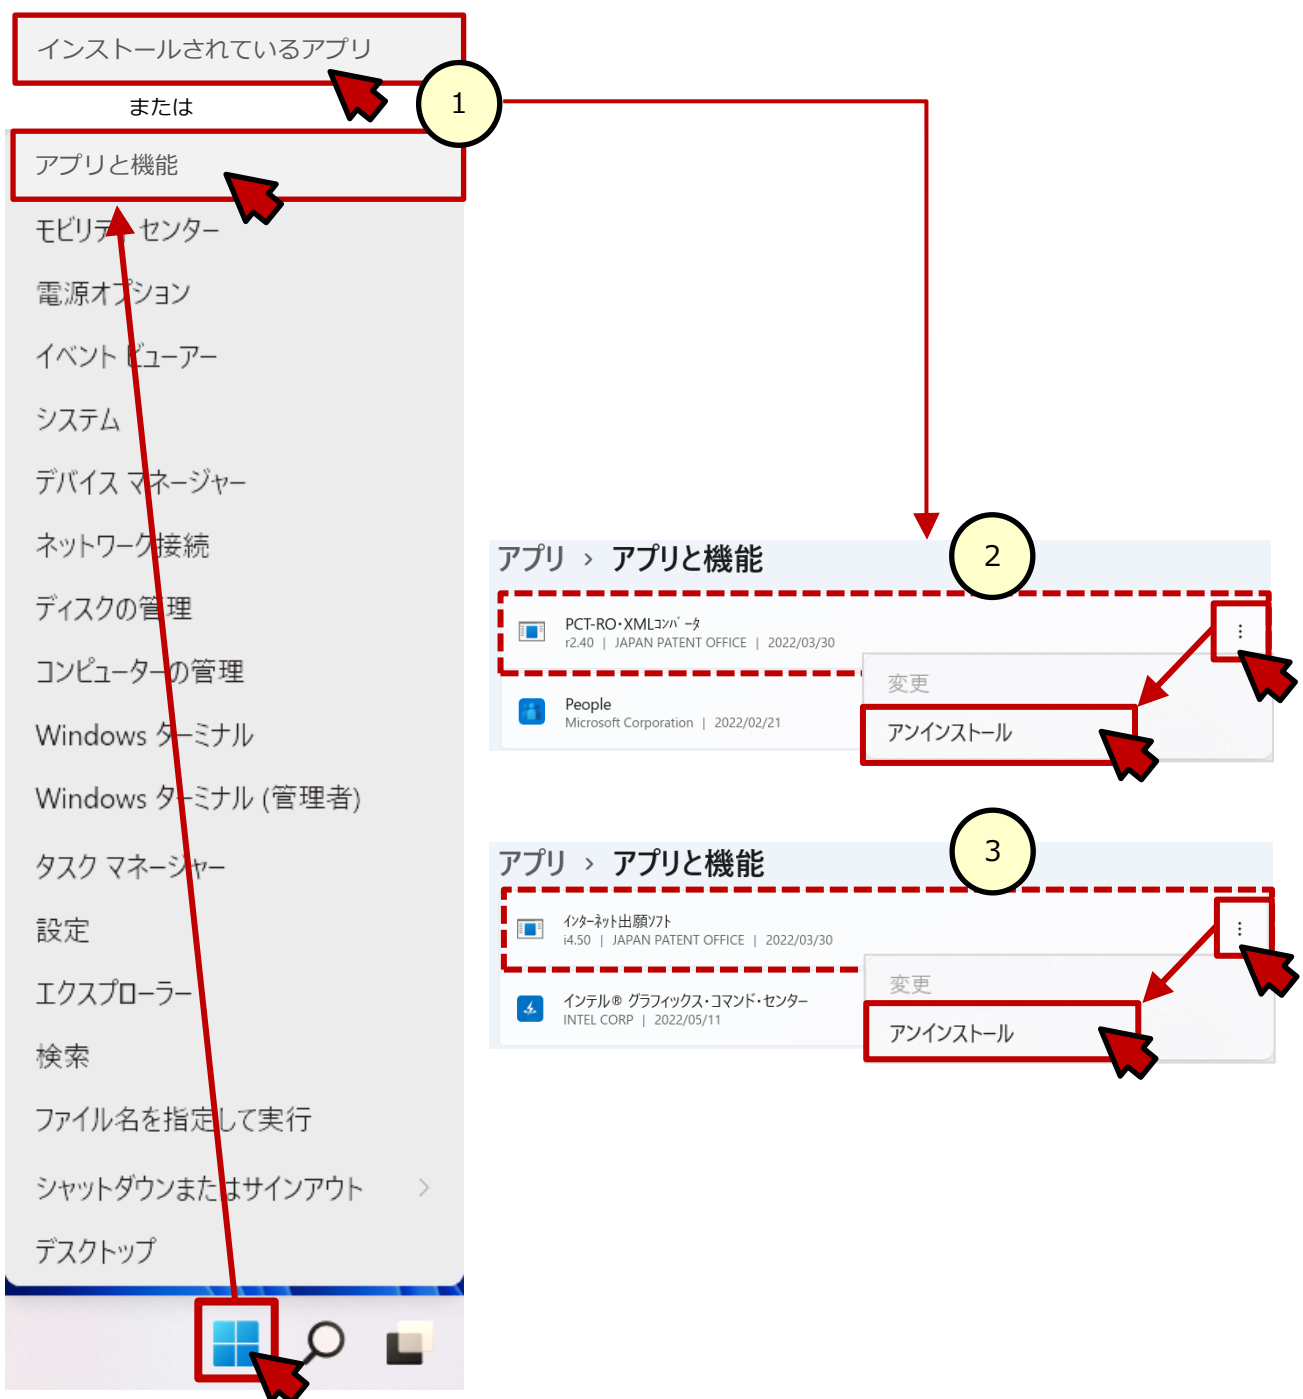 インストールされているアプリ
または
アプリと機能
モビリティ センター
電源オプション
イベント ビューアー
システム
デバイス マネージャー
ネットワーク接続
ディスクの管理
コンピューターの管理
Windows ターミナル
Windows ターミナル (管理者)
タスク マネージャー
設定
エクスプローラー
検索
ファイル名を指定して実行
シャットダウンまたはサインアウト
デスクトップ
1
2
アプリ › アプリと機能
PCT-RO・XMLｺﾝﾊﾞｰﾀ
r2.40 | JAPAN PATENT OFFICE | 2022/03/30
People
Microsoft Corporation | 2022/02/21
変更
アンインストール
3
アプリ › アプリと機能
ｲﾝﾀｰﾈｯﾄ出願ｿﾌﾄ
i4.50 | JAPAN PATENT OFFICE | 2022/03/30
インテル® グラフィックス・コマンド・センター
INTEL CORP | 2022/05/11
変更
アンインストール